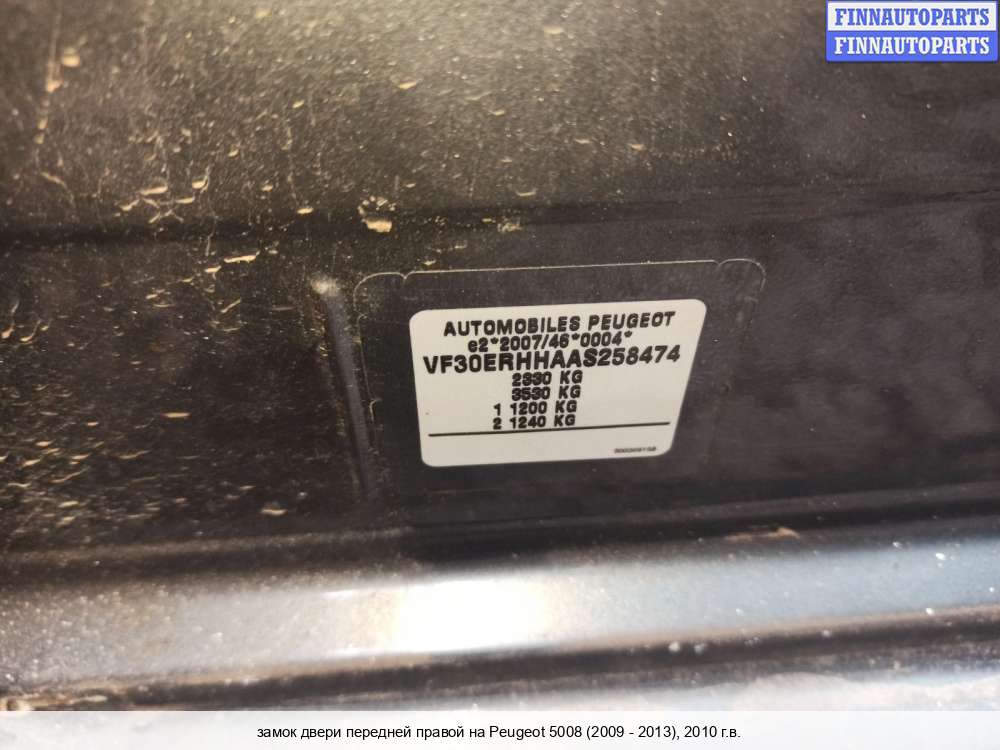 FINNAUTOPARTS
FINNAUTOPARTS
AUTOMOBILES PEUGEOT
e2*2007/46*0004*
VF30ERHHAAS258474
2330 KG
3530 KG
1 1200 KG
2 1240 KG
замок двери передней правой на Peugeot 5008 (2009 - 2013), 2010 г.в.